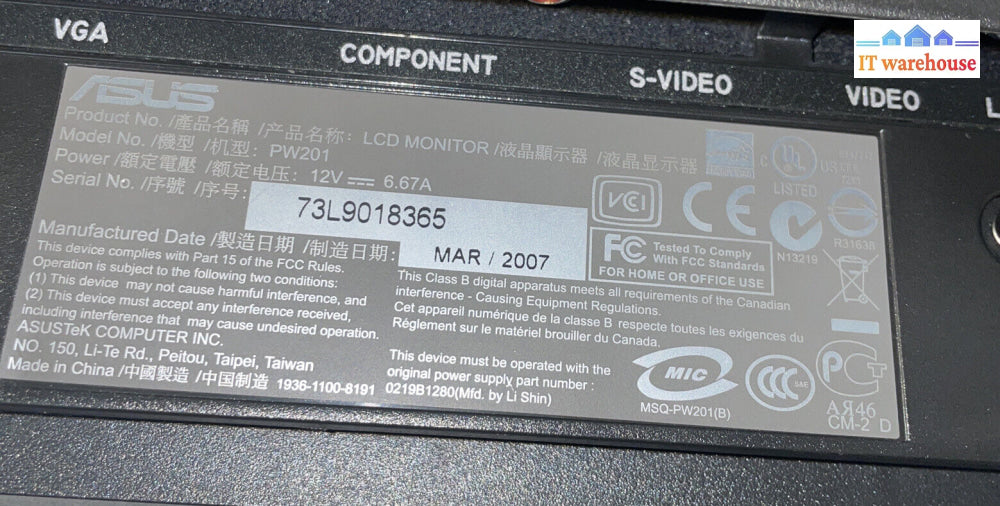 IT warehouse
VGA
COMPONENT
S-VIDEO
VIDEO
L
ASUS
Product No. /產品名稱 /产品名称: LCD MONITOR /液晶顯示器 /液晶显示器
Model No. /機型 /机型: PW201
Power /額定電壓 /额定电压: 12V 6.67A
Serial No. /序號 /序号:
73L9018365
Manufactured Date /製造日期 /制造日期:
MAR / 2007
This device complies with Part 15 of the FCC Rules.
Operation is subject to the following two conditions:
(1) This device may not cause harmful interference, and
(2) This device must accept any interference received,
including interference that may cause undesired operation.
ASUSTeK COMPUTER INC.
NO. 150, Li-Te Rd., Peitou, Taipei, Taiwan
Made in China /中國製造 /中国制造 1936-1100-8191
This Class B digital apparatus meets all requirements of the Canadian
interference - Causing Equipment Regulations.
Cet appareil numérique de la classe B respecte toutes les exigences du
Réglement sur le matériel brouiller du Canada.
This device must be operated with the
original power supply part number :
0219B1280(Mfd. by Li Shin)
c UL US
LISTED
VCI
CE
N13219
R31638
FC Tested To Comply
With FCC Standards
FOR HOME OR OFFICE USE
MIC
MSQ-PW201(B)
CCC S&E
PCT
АЯ46
CM-2 D